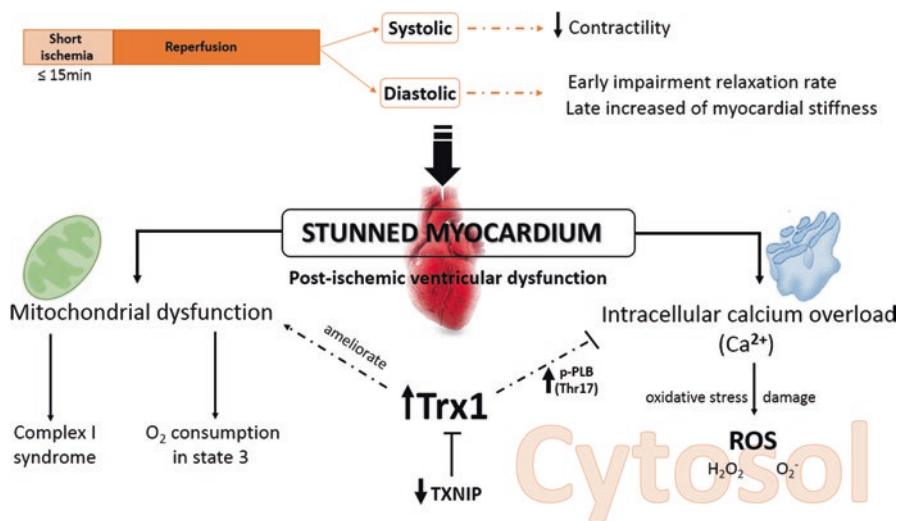 Short
ischemia
Reperfusion
≤ 15min
Systolic
Contractility
Diastolic
Early impairment relaxation rate
Late increased of myocardial stiffness
STUNNED MYOCARDIUM
Post-ischemic ventricular dysfunction
Mitochondrial dysfunction
Intracellular calcium overload
(Ca²⁺)
ameliorate
p-PLB
(Thr17)
Trx1
oxidative stress damage
Complex I
syndrome
O₂ consumption
in state 3
ROS
H₂O₂ O₂⁻
TXNIP
Cytosol